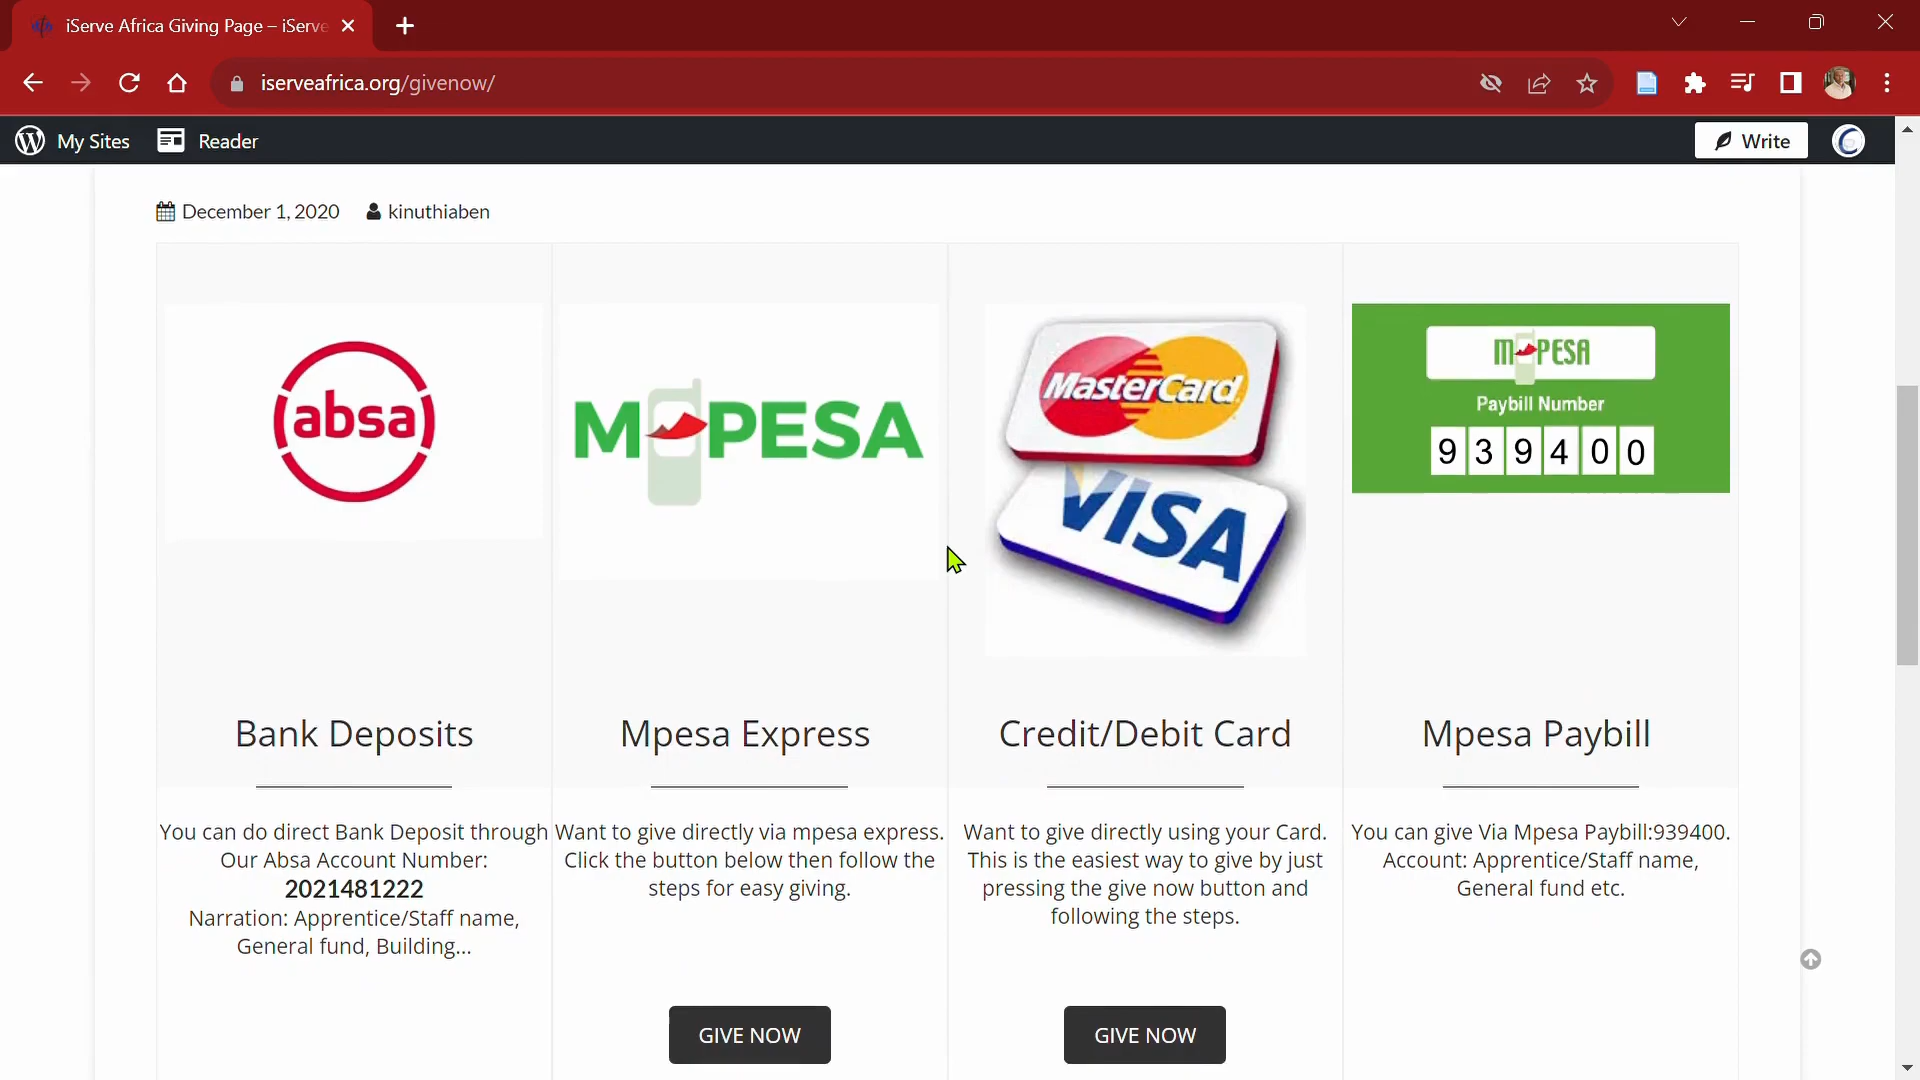 iServe Africa Giving Page – iServe
iserveafrica.org/givenow/
My Sites
Reader
Write
December 1, 2020
kinuthiaben
absa
M-PESA
MasterCard
VISA
M-PESA
Paybill Number
9 3 9 4 0 0
Bank Deposits
Mpesa Express
Credit/Debit Card
Mpesa Paybill
You can do direct Bank Deposit through
Our Absa Account Number:
2021481222
Narration: Apprentice/Staff name,
General fund, Building...
Want to give directly via mpesa express.
Click the button below then follow the
steps for easy giving.
Want to give directly using your Card.
This is the easiest way to give by just
pressing the give now button and
following the steps.
You can give Via Mpesa Paybill:939400.
Account: Apprentice/Staff name,
General fund etc.
GIVE NOW
GIVE NOW